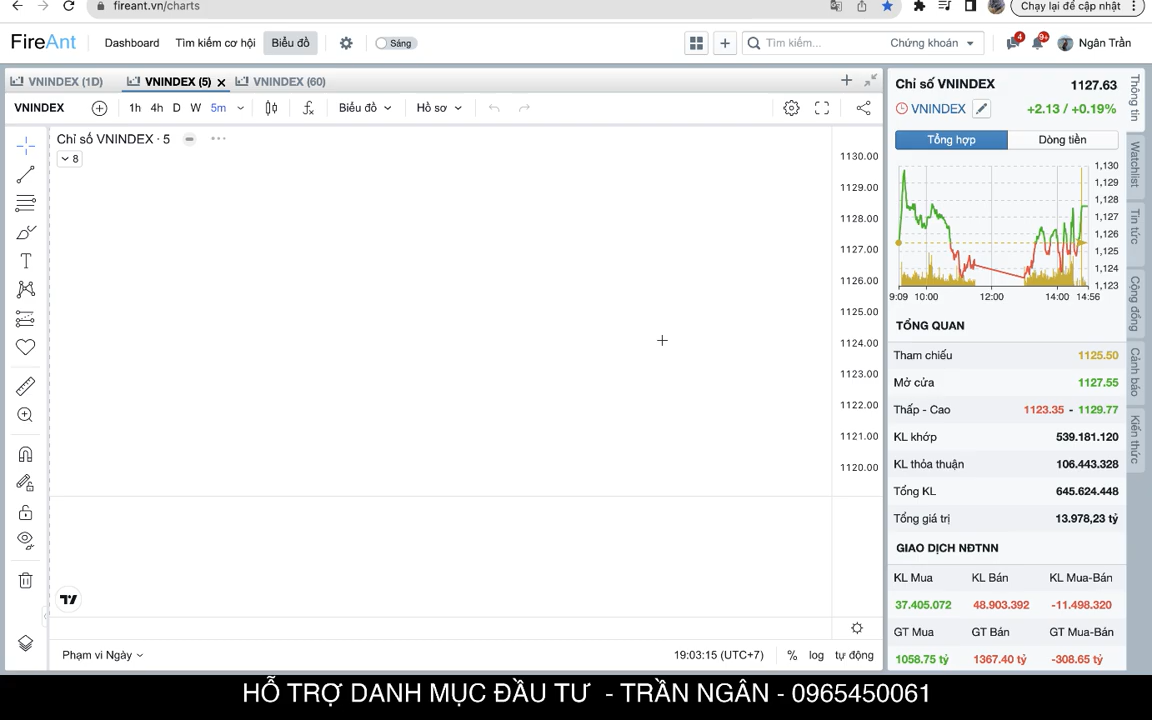 fireant.vn/charts
Chạy lại để cập nhật
FireAnt
Dashboard
Tìm kiếm cơ hội
Biểu đồ
Sáng
Tìm kiếm...
Chứng khoán
4
9+
Ngân Trần
VNINDEX (1D)
VNINDEX (5)
VNINDEX (60)
VNINDEX
1h 4h D W 5m
Biểu đồ
Hồ sơ
Chỉ số VNINDEX · 5
8
1130.00
1129.00
1128.00
1127.00
1126.00
1125.00
1124.00
1123.00
1122.00
1121.00
1120.00
Phạm vi Ngày
19:03:15 (UTC+7)
%
log
tự động
Chỉ số VNINDEX 1127.63
VNINDEX +2.13 / +0.19%
Tổng hợp
Dòng tiền
1,130
1,129
1,128
1,127
1,126
1,125
1,124
1,123
9:09 10:00 12:00 14:00 14:56
TỔNG QUAN
Tham chiếu 1125.50
Mở cửa 1127.55
Thấp - Cao 1123.35 - 1129.77
KL khớp 539.181.120
KL thỏa thuận 106.443.328
Tổng KL 645.624.448
Tổng giá trị 13.978,23 tỷ
GIAO DỊCH NĐTNN
KL Mua KL Bán KL Mua-Bán
37.405.072 48.903.392 -11.498.320
GT Mua GT Bán GT Mua-Bán
1058.75 tỷ 1367.40 tỷ -308.65 tỷ
Thông tin
Watchlist
Tin tức
Cộng đồng
Cảnh báo
Kiến thức
HỖ TRỢ DANH MỤC ĐẦU TƯ - TRẦN NGÂN - 0965450061